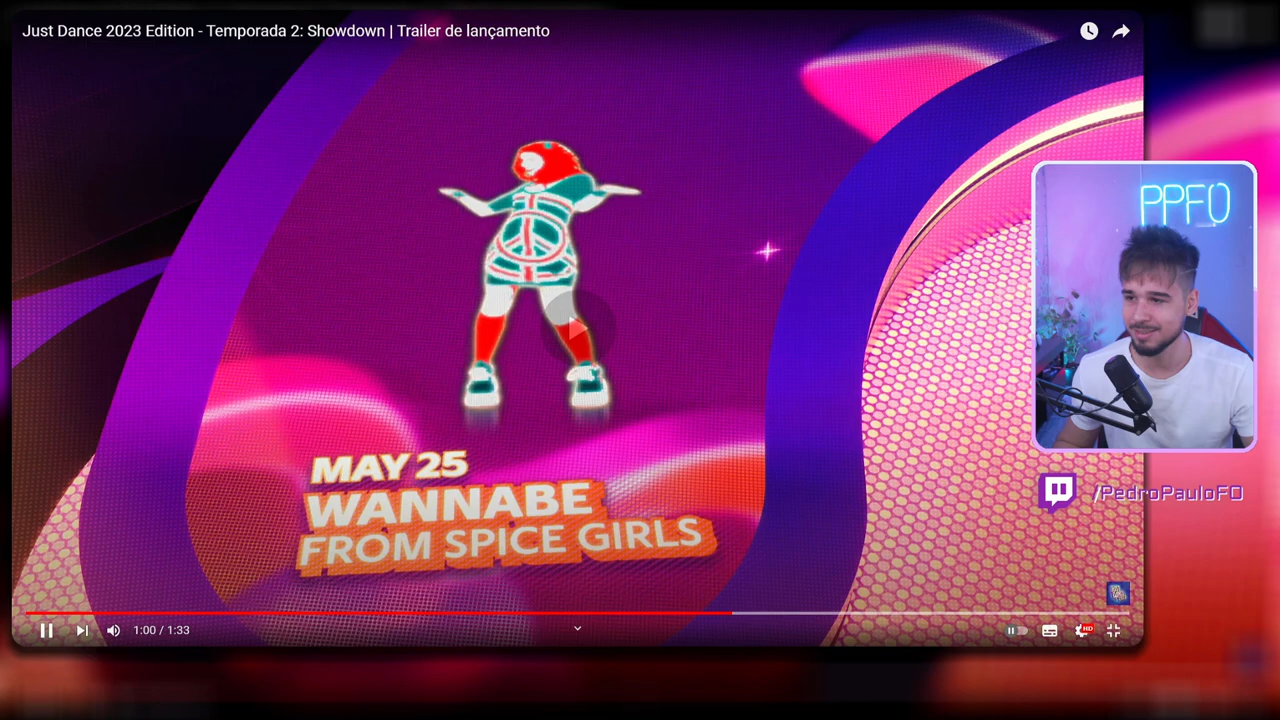 Just Dance 2023 Edition - Temporada 2: Showdown | Trailer de lançamento
PPFO
MAY 25
WANNABE
FROM SPICE GIRLS
/PedroPauloFO
1:00 / 1:33
HD